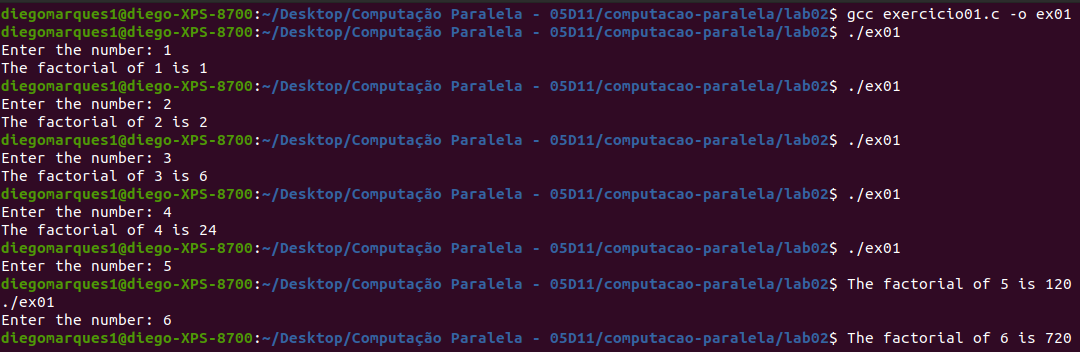 diegomarques1@diego-XPS-8700:~/Desktop/Computação Paralela - 05D11/computacao-paralela/lab02$ gcc exercicio01.c -o ex01
diegomarques1@diego-XPS-8700:~/Desktop/Computação Paralela - 05D11/computacao-paralela/lab02$ ./ex01
Enter the number: 1
The factorial of 1 is 1
diegomarques1@diego-XPS-8700:~/Desktop/Computação Paralela - 05D11/computacao-paralela/lab02$ ./ex01
Enter the number: 2
The factorial of 2 is 2
diegomarques1@diego-XPS-8700:~/Desktop/Computação Paralela - 05D11/computacao-paralela/lab02$ ./ex01
Enter the number: 3
The factorial of 3 is 6
diegomarques1@diego-XPS-8700:~/Desktop/Computação Paralela - 05D11/computacao-paralela/lab02$ ./ex01
Enter the number: 4
The factorial of 4 is 24
diegomarques1@diego-XPS-8700:~/Desktop/Computação Paralela - 05D11/computacao-paralela/lab02$ ./ex01
Enter the number: 5
diegomarques1@diego-XPS-8700:~/Desktop/Computação Paralela - 05D11/computacao-paralela/lab02$ The factorial of 5 is 120
./ex01
Enter the number: 6
diegomarques1@diego-XPS-8700:~/Desktop/Computação Paralela - 05D11/computacao-paralela/lab02$ The factorial of 6 is 720